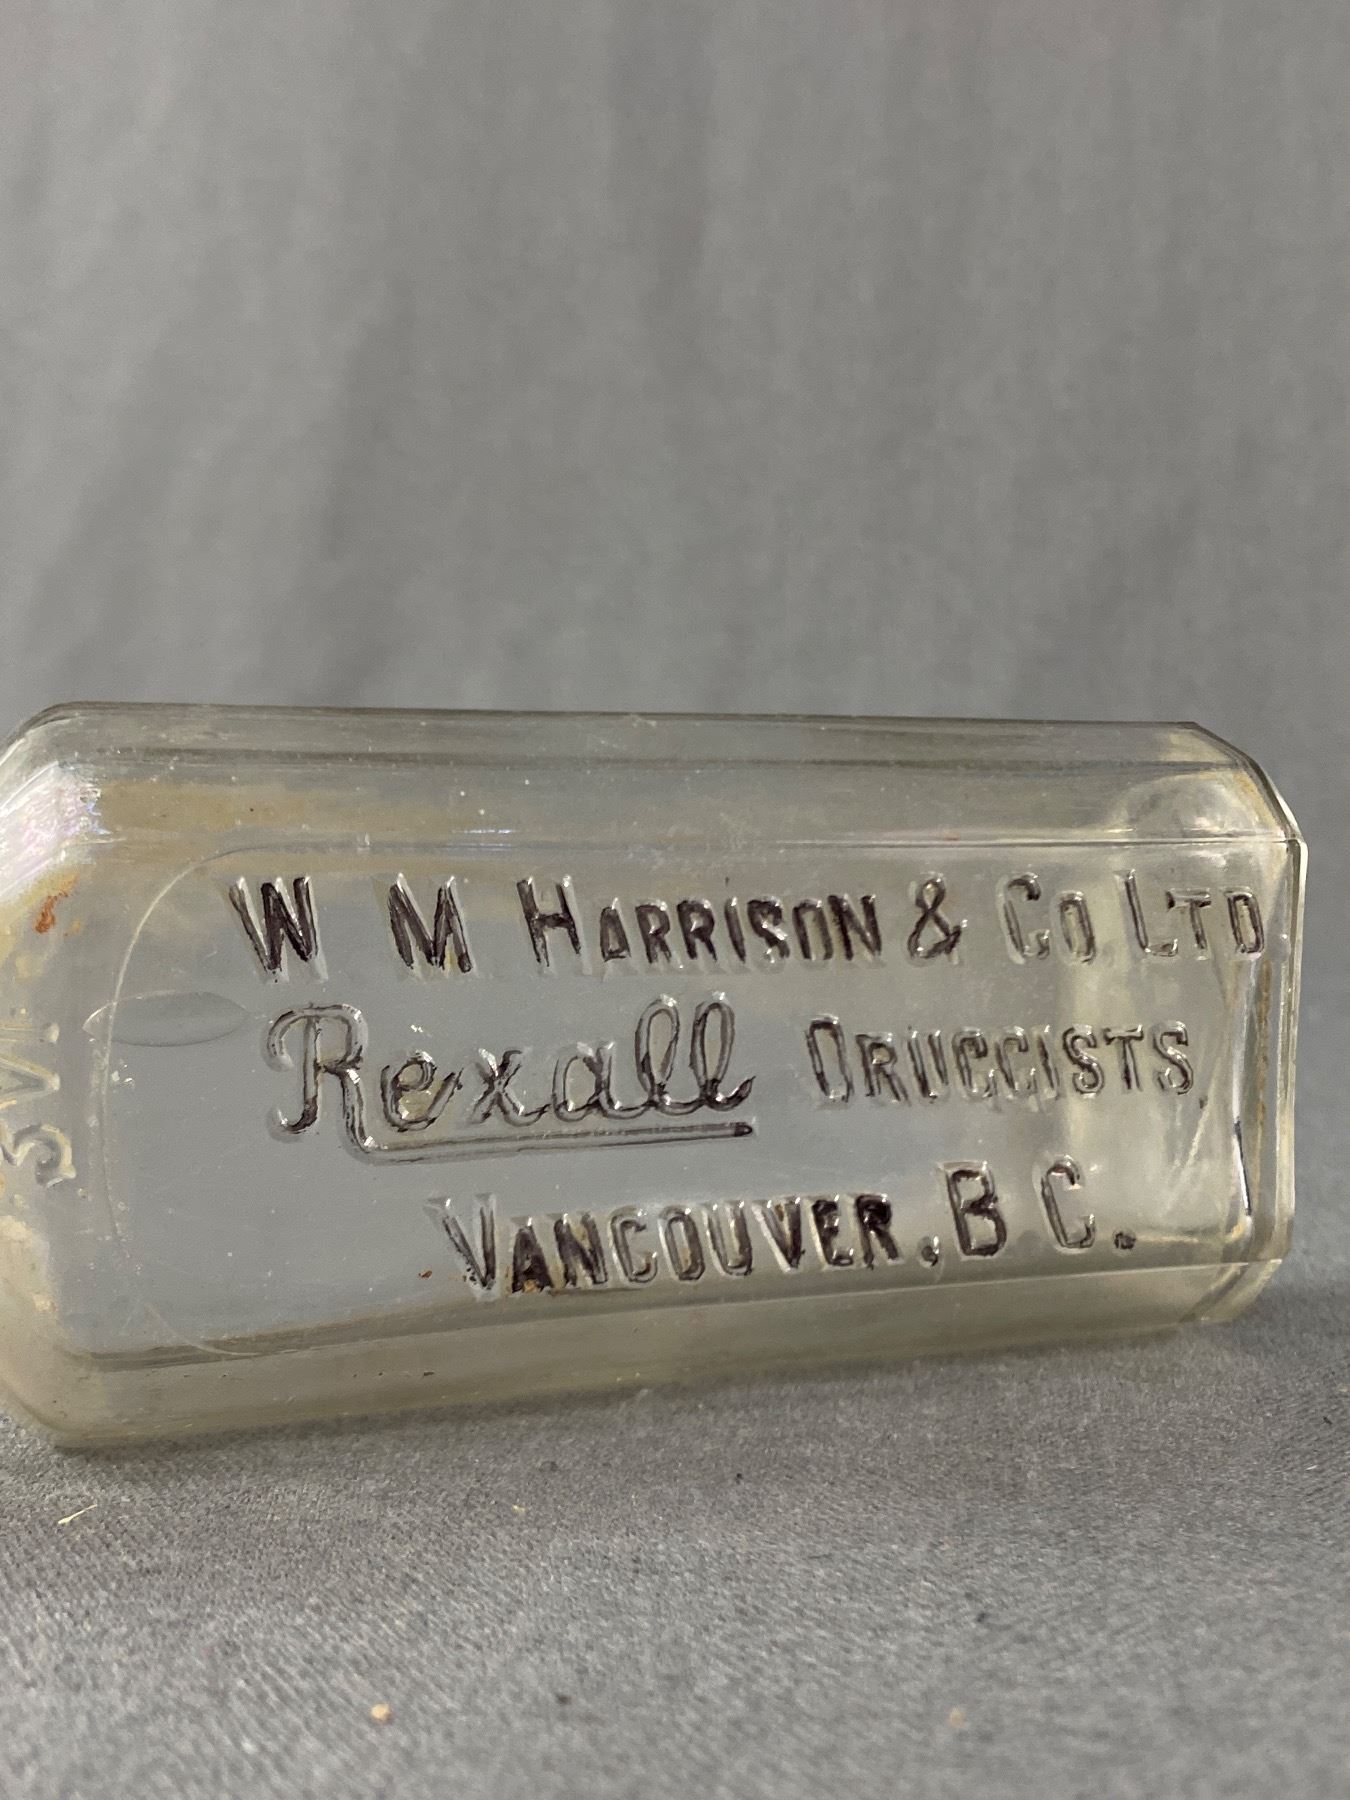 W M HARRISON & CO LTD
Rexall DRUGGISTS
VANCOUVER, B C.